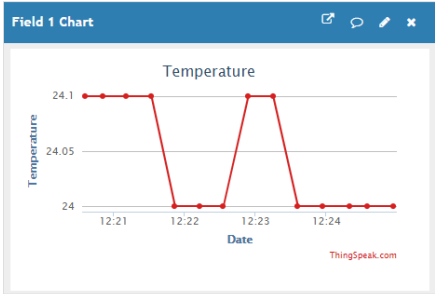 Field 1 Chart
Temperature
Temperature
24.1
24.05
24
12:21 12:22 12:23 12:24
Date
ThingSpeak.com